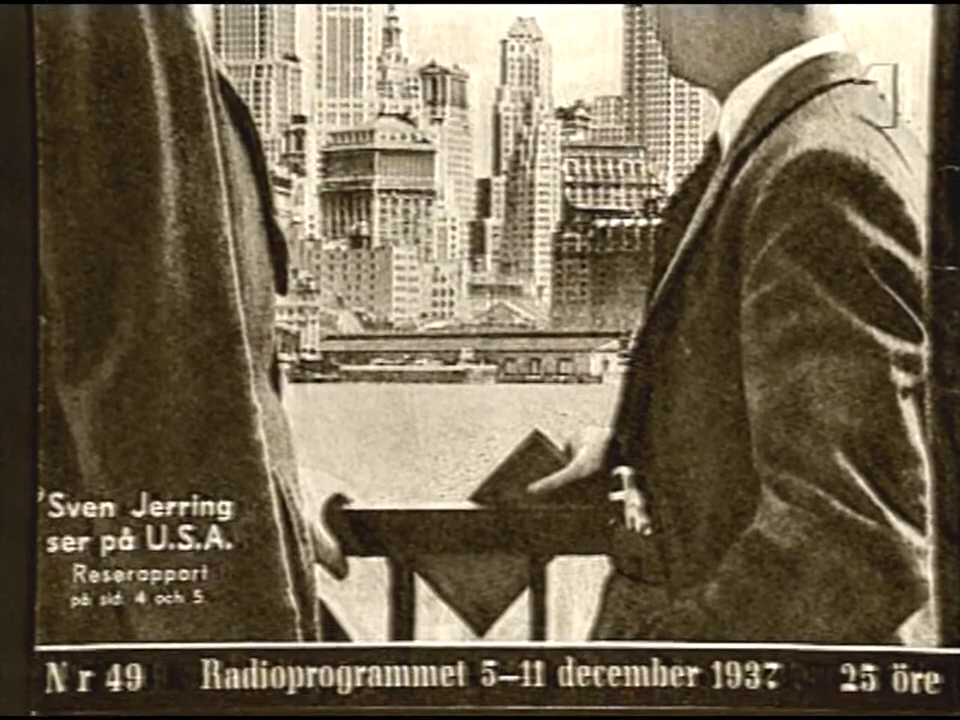 Sven Jerring
ser på U.S.A.
Reserapport
på sid. 4 och 5
Nr 49 Radioprogrammet 5–11 december 1937 25 öre